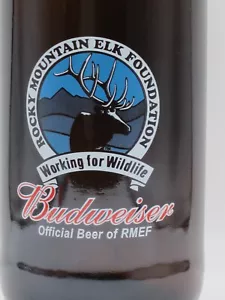 ROCKY MOUNTAIN ELK FOUNDATION
Working for Wildlife
Budweiser
Official Beer of RMEF